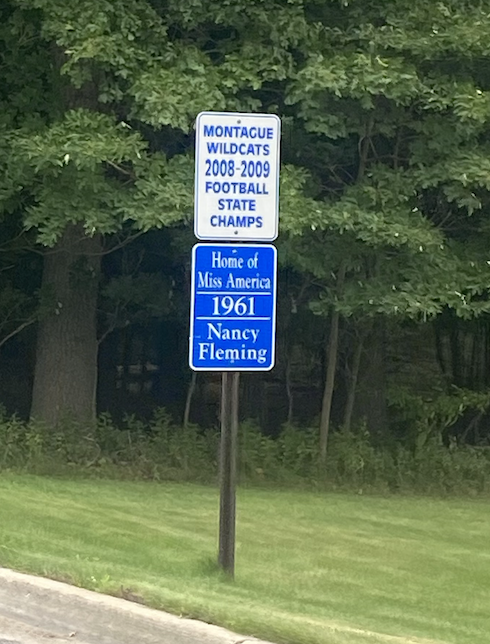 MONTAGUE
WILDCATS
2008-2009
FOOTBALL
STATE
CHAMPS
Home of
Miss America
1961
Nancy
Fleming